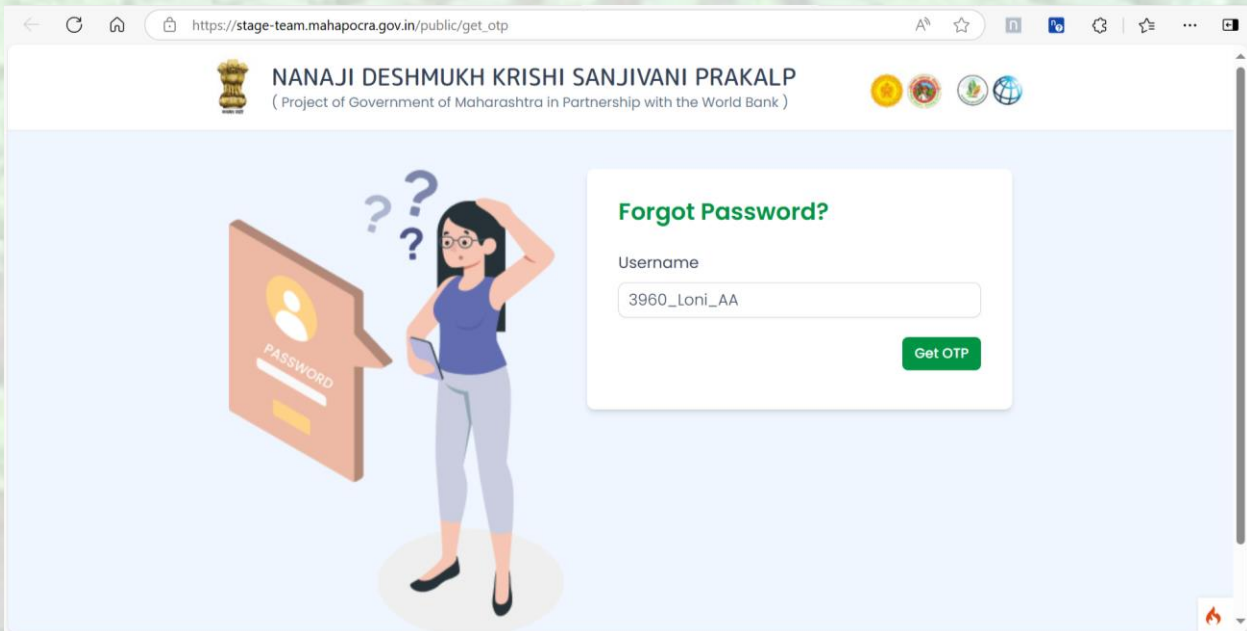 https://stage-team.mahapocra.gov.in/public/get_otp
NANAJI DESHMUKH KRISHI SANJIVANI PRAKALP
( Project of Government of Maharashtra in Partnership with the World Bank )
? ? ?
PASSWORD
Forgot Password?
Username
3960_Loni_AA
Get OTP